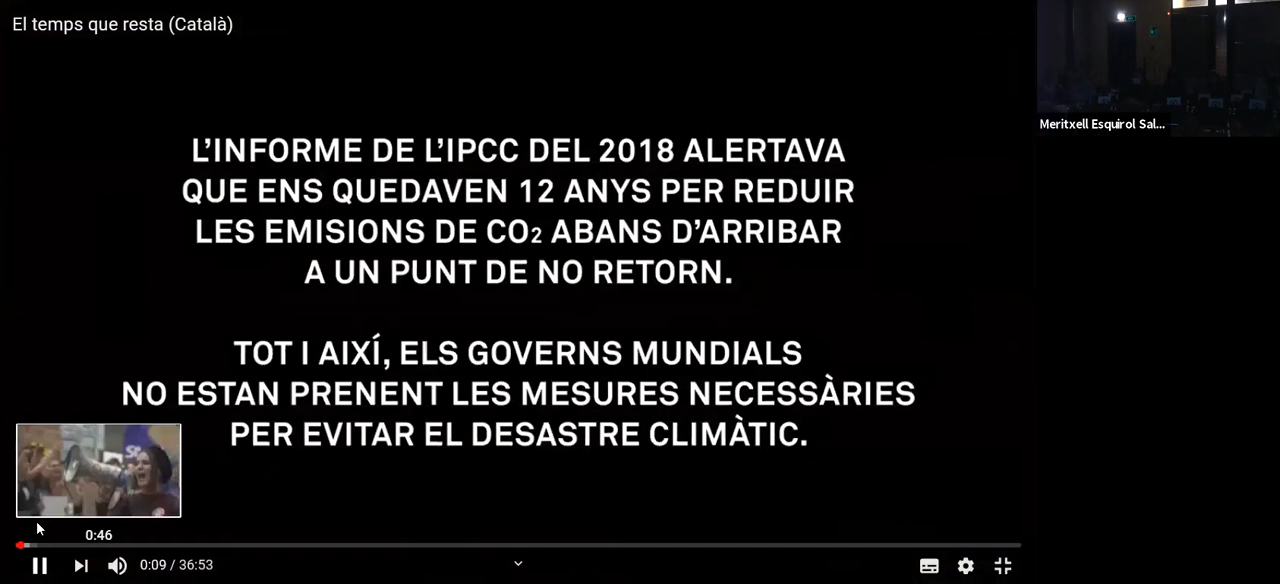 El temps que resta (Català)
L'INFORME DE L'IPCC DEL 2018 ALERTAVA
QUE ENS QUEDAVEN 12 ANYS PER REDUIR
LES EMISIONS DE CO₂ ABANS D'ARRIBAR
A UN PUNT DE NO RETORN.
TOT I AIXÍ, ELS GOVERNS MUNDIALS
NO ESTAN PRENENT LES MESURES NECESSÀRIES
PER EVITAR EL DESASTRE CLIMÀTIC.
0:46
0:09 / 36:53
Meritxell Esquirol Sal...